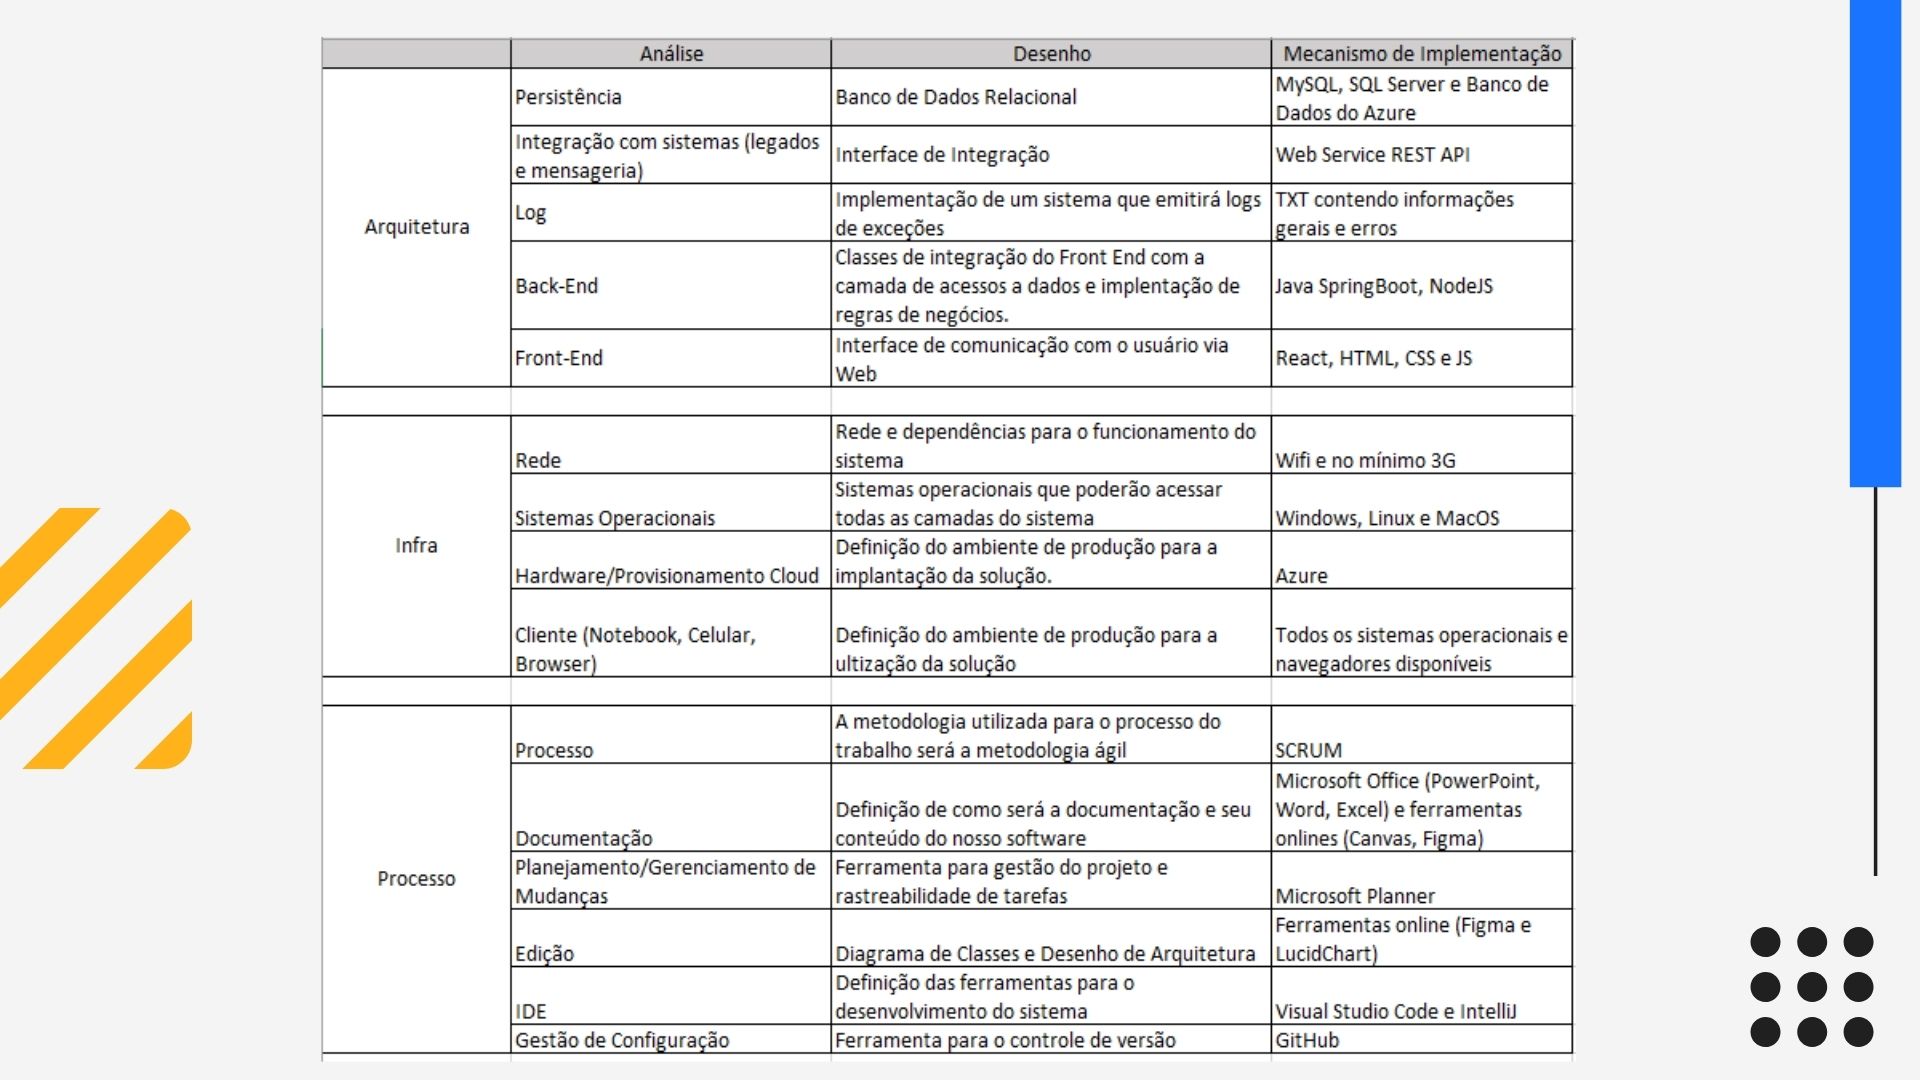 Análise Desenho Mecanismo de Implementação
Arquitetura
Persistência
Banco de Dados Relacional
MySQL, SQL Server e Banco de
Dados do Azure
Integração com sistemas (legados
e mensageria)
Interface de Integração
Web Service REST API
Log
Implementação de um sistema que emitirá logs
de exceções
TXT contendo informações
gerais e erros
Back-End
Classes de integração do Front End com a
camada de acessos a dados e implentação de
regras de negócios.
Java SpringBoot, NodeJS
Front-End
Interface de comunicação com o usuário via
Web
React, HTML, CSS e JS
Infra
Rede
Rede e dependências para o funcionamento do
sistema
Wifi e no mínimo 3G
Sistemas Operacionais
Sistemas operacionais que poderão acessar
todas as camadas do sistema
Windows, Linux e MacOS
Hardware/Provisionamento Cloud
Definição do ambiente de produção para a
implantação da solução.
Azure
Cliente (Notebook, Celular,
Browser)
Definição do ambiente de produção para a
ultização da solução
Todos os sistemas operacionais e
navegadores disponíveis
Processo
Processo
A metodologia utilizada para o processo do
trabalho será a metodologia ágil
SCRUM
Documentação
Definição de como será a documentação e seu
conteúdo do nosso software
Microsoft Office (PowerPoint,
Word, Excel) e ferramentas
onlines (Canvas, Figma)
Planejamento/Gerenciamento de
Mudanças
Ferramenta para gestão do projeto e
rastreabilidade de tarefas
Microsoft Planner
Edição
Diagrama de Classes e Desenho de Arquitetura
Ferramentas online (Figma e
LucidChart)
IDE
Definição das ferramentas para o
desenvolvimento do sistema
Visual Studio Code e IntelliJ
Gestão de Configuração
Ferramenta para o controle de versão
GitHub